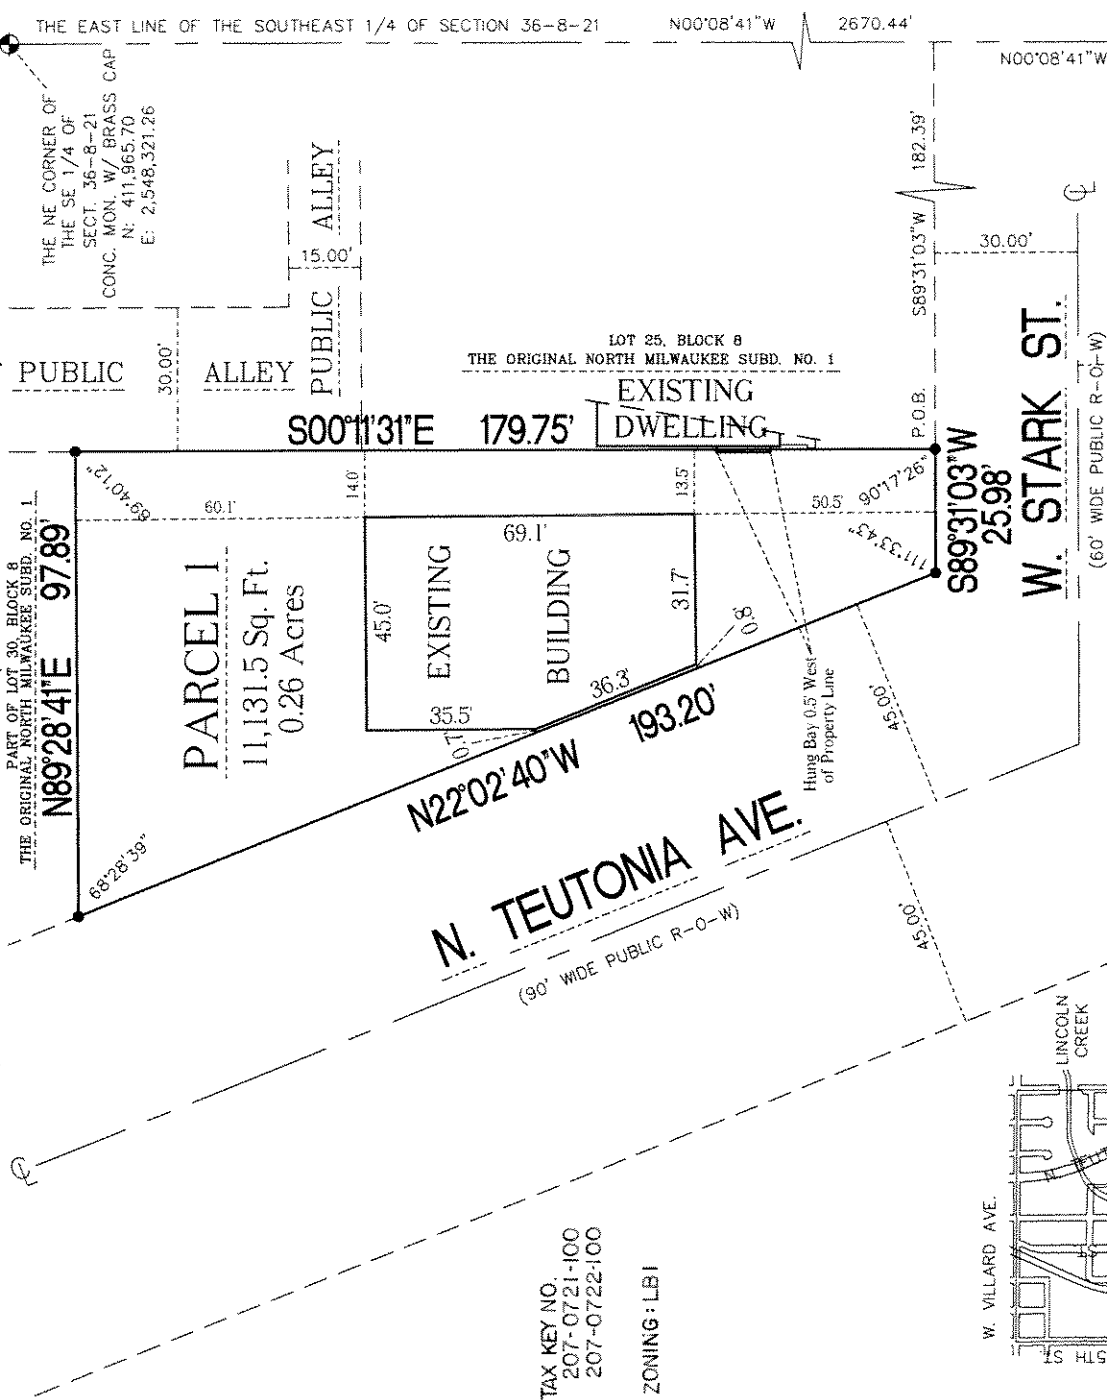 THE EAST LINE OF THE SOUTHEAST 1/4 OF SECTION 36-8-21
N00°08'41"W
2670.44'
N00°08'41"W
THE NE CORNER OF
THE SE 1/4 OF
SECT. 36-8-21
CONC. MON. W/ BRASS CAP
N: 411,965.70
E: 2,548,321.26
182.39'
S89°31'03"W
30.00'
15.00'
PUBLIC ALLEY
PUBLIC ALLEY
30.00'
LOT 25, BLOCK 8
THE ORIGINAL NORTH MILWAUKEE SUBD. NO. 1
EXISTING
DWELLING
P.O.B.
S00°11'31"E 179.75'
89°40'12"
60.1'
14.0'
13.5'
50.5'
90°17'26"
111°33'43"
S89°31'03"W
25.98'
W. STARK ST.
(60' WIDE PUBLIC R-O-W)
PART OF LOT 30, BLOCK 8
THE ORIGINAL NORTH MILWAUKEE SUBD. NO. 1
N89°28'41"E 97.89'
PARCEL 1
11,131.5 Sq. Ft.
0.26 Acres
69.1'
45.0'
EXISTING
BUILDING
31.7'
35.5'
36.3'
0.7'
0.8'
68°28'39"
N22°02'40"W 193.20'
Hung Bay 0.5' West
of Property Line
45.00'
N. TEUTONIA AVE.
(90' WIDE PUBLIC R-O-W)
45.00'
TAX KEY NO.
207-0721-100
207-0722-100
ZONING: LB1
W. VILLARD AVE.
LINCOLN
CREEK
5TH ST.